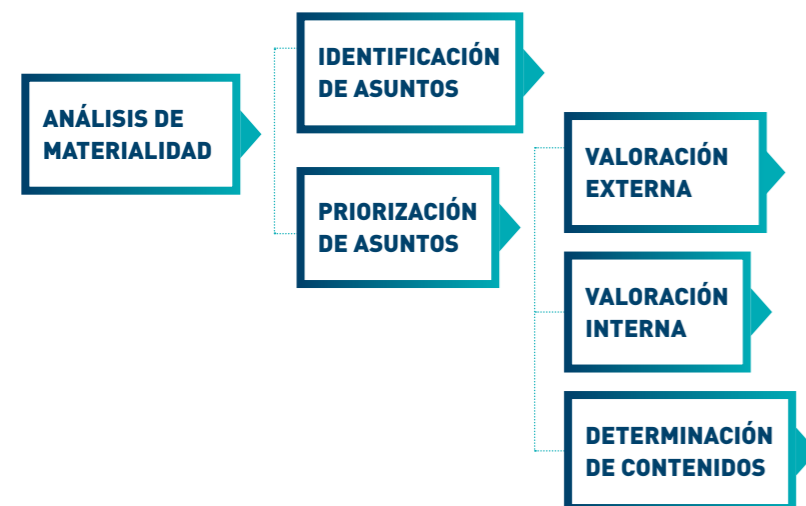 ANÁLISIS DE
MATERIALIDAD
IDENTIFICACIÓN
DE ASUNTOS
PRIORIZACIÓN
DE ASUNTOS
VALORACIÓN
EXTERNA
VALORACIÓN
INTERNA
DETERMINACIÓN
DE CONTENIDOS